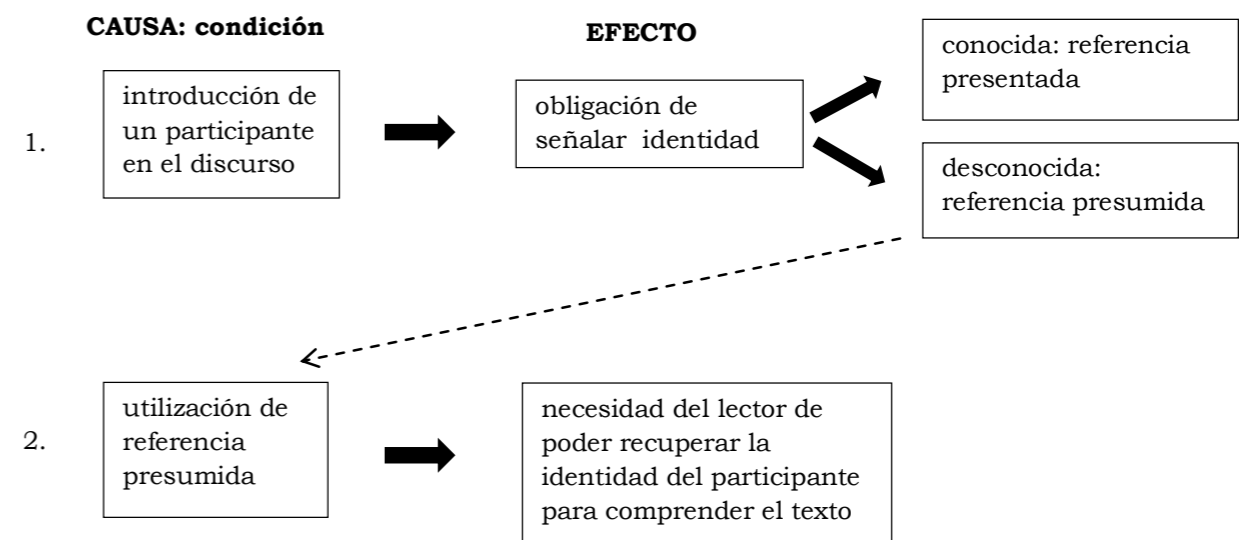 CAUSA: condición
EFECTO
1.
introducción de
un participante
en el discurso
obligación de
señalar identidad
conocida: referencia
presentada
desconocida:
referencia presumida
2.
utilización de
referencia
presumida
necesidad del lector de
poder recuperar la
identidad del participante
para comprender el texto